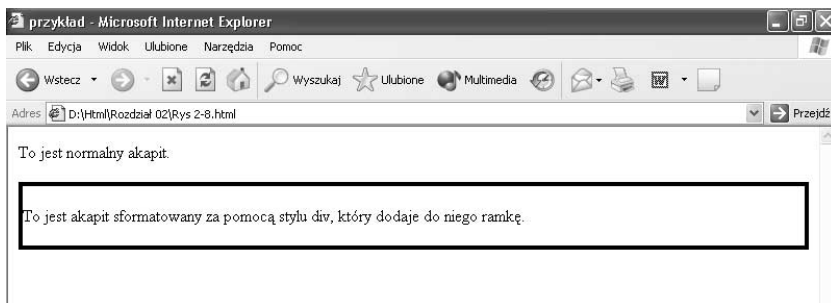 przykład - Microsoft Internet Explorer
Plik Edycja Widok Ulubione Narzędzia Pomoc
Wstecz Wyszukaj Ulubione Multimedia
Adres D:\Html\Rozdział 02\Rys 2-8.html Przejdź
To jest normalny akapit.
To jest akapit sformatowany za pomocą stylu div, który dodaje do niego ramkę.